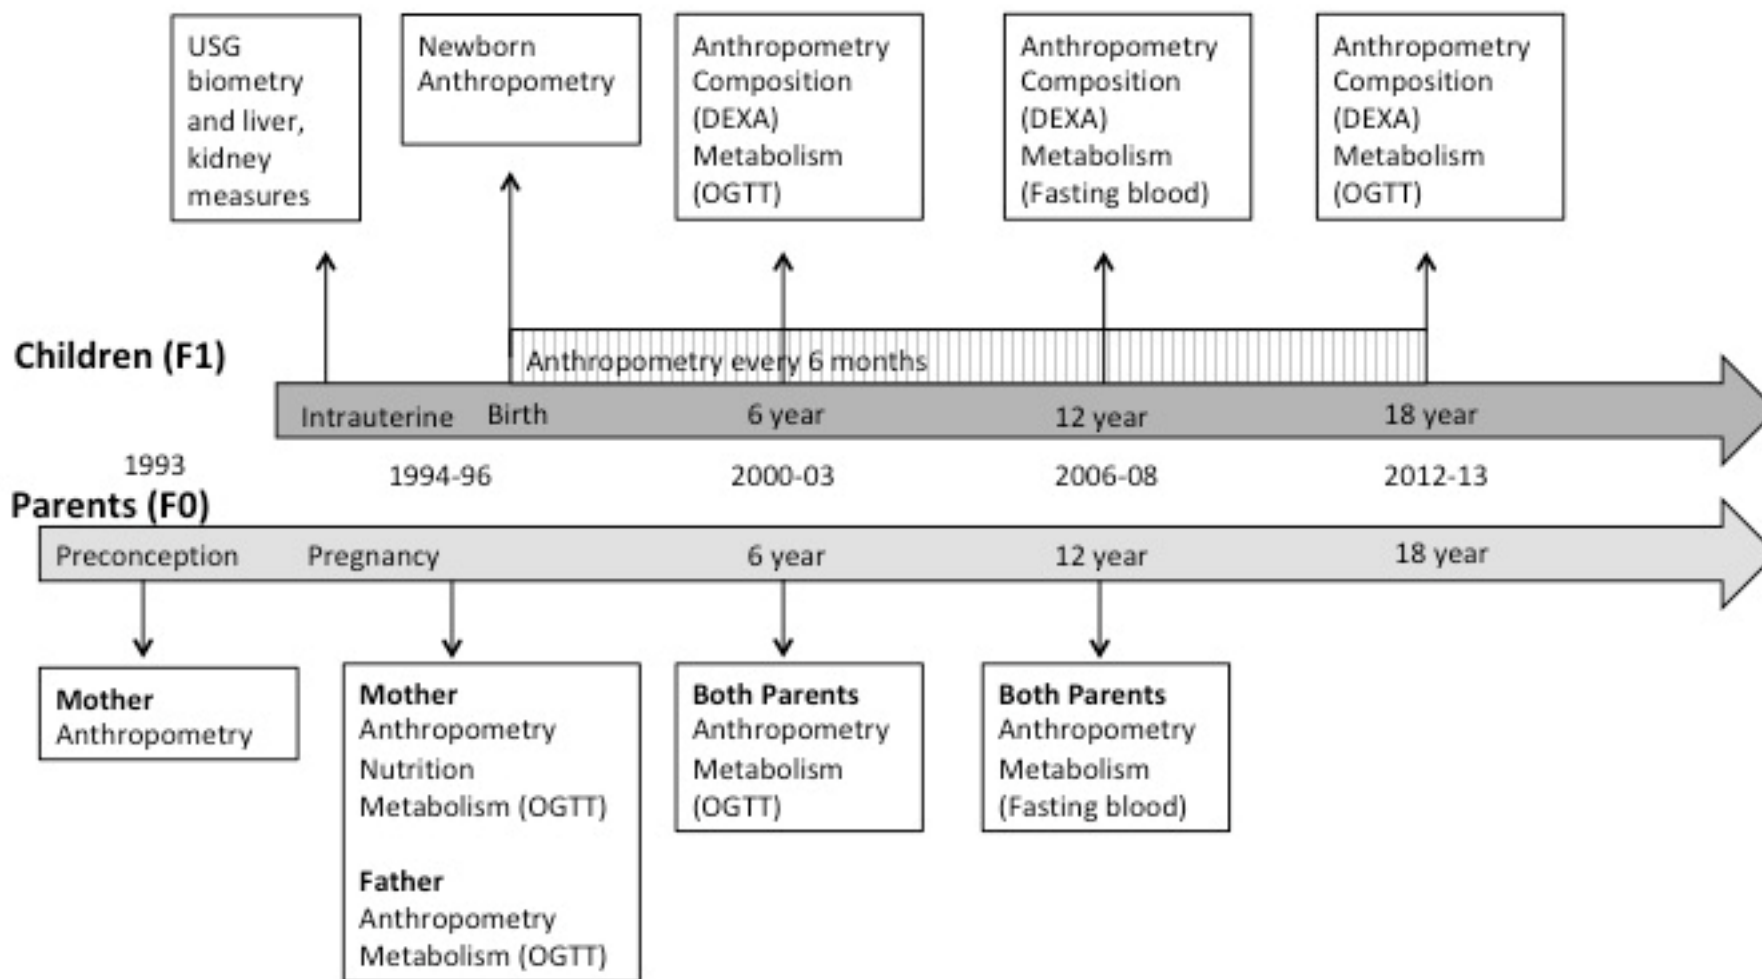 USG
biometry
and liver,
kidney
measures
Newborn
Anthropometry
Anthropometry
Composition
(DEXA)
Metabolism
(OGTT)
Anthropometry
Composition
(DEXA)
Metabolism
(Fasting blood)
Anthropometry
Composition
(DEXA)
Metabolism
(OGTT)
Children (F1)
Anthropometry every 6 months
Intrauterine
Birth
6 year
12 year
18 year
1993
1994-96
2000-03
2006-08
2012-13
Parents (F0)
Preconception
Pregnancy
6 year
12 year
18 year
Mother
Anthropometry
Mother
Anthropometry
Nutrition
Metabolism (OGTT)
Father
Anthropometry
Metabolism (OGTT)
Both Parents
Anthropometry
Metabolism
(OGTT)
Both Parents
Anthropometry
Metabolism
(Fasting blood)